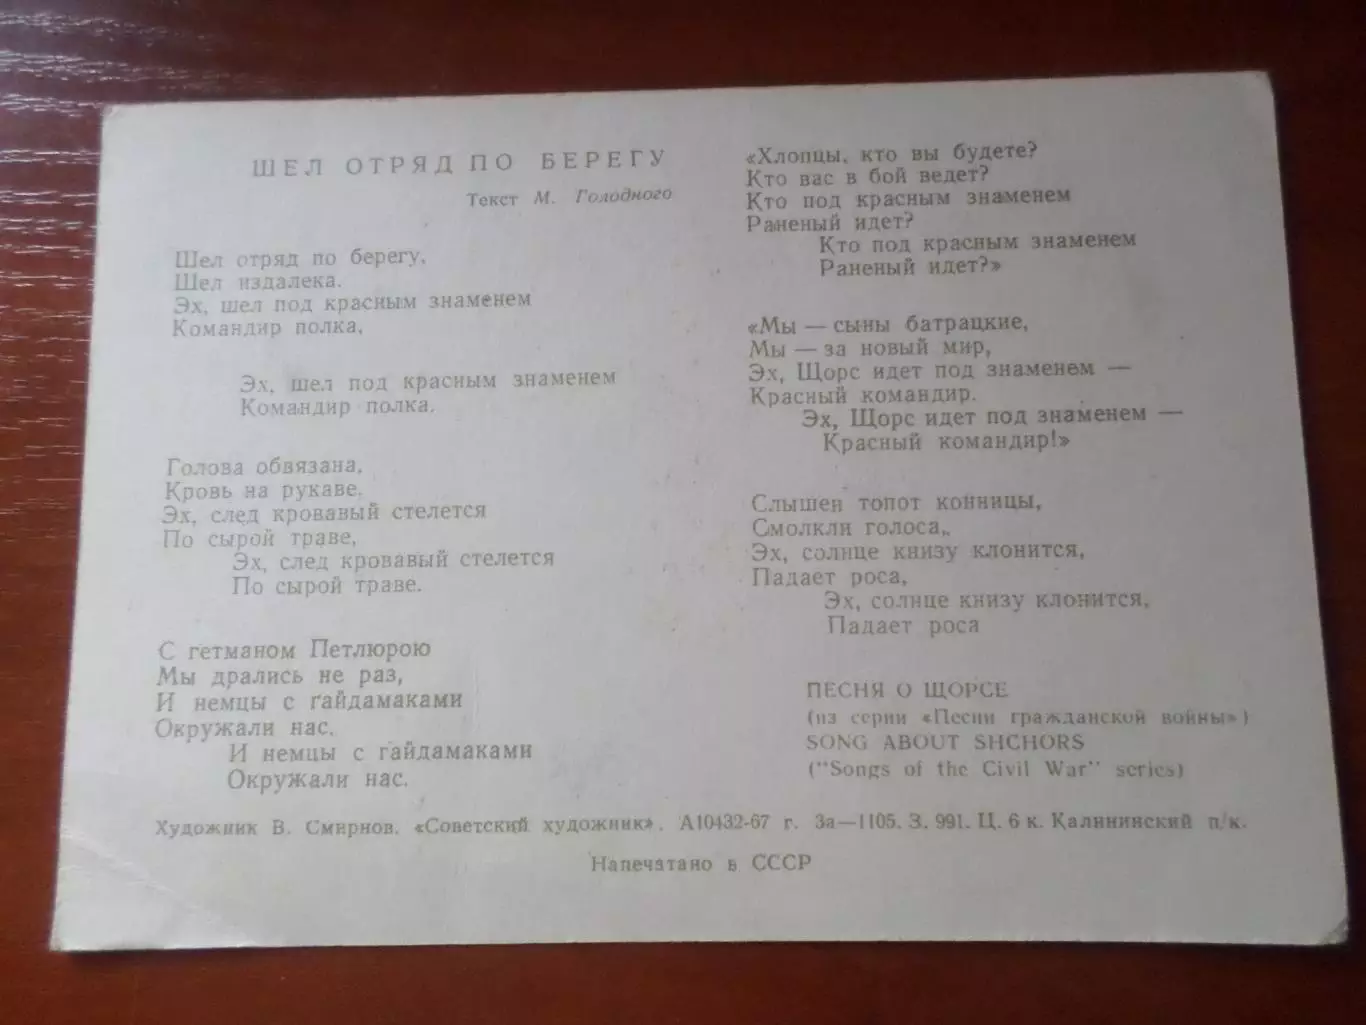 ШЕЛ ОТРЯД ПО БЕРЕГУ
Текст М. Голодного
Шел отряд по берегу,
Шел издалека.
Эх, шел под красным знаменем
Командир полка,
Эх, шел под красным знаменем
Командир полка.
Голова обвязана,
Кровь на рукаве,
Эх, след кровавый стелется
По сырой траве,
Эх, след кровавый стелется
По сырой траве.
С гетманом Петлюрою
Мы дрались не раз,
И немцы с гайдамаками
Окружали нас.
И немцы с гайдамаками
Окружали нас.
«Хлопцы, кто вы будете?
Кто вас в бой ведет?
Кто под красным знаменем
Раненый идет?
Кто под красным знаменем
Раненый идет?»
«Мы — сыны батрацкие,
Мы — за новый мир,
Эх, Щорс идет под знаменем —
Красный командир.
Эх, Щорс идет под знаменем —
Красный командир!»
Слышен топот конницы,
Смолкли голоса,,
Эх, солнце книзу клонится,
Падает роса,
Эх, солнце книзу клонится,
Падает роса
ПЕСНЯ О ЩОРСЕ
(из серии «Песни гражданской войны»)
SONG ABOUT SHCHORS
("Songs of the Civil War" series)
Художник В. Смирнов. «Советский художник». А10432-67 г. За—1105. З. 991. Ц. 6 к. Калининский п/к.
Напечатано в СССР